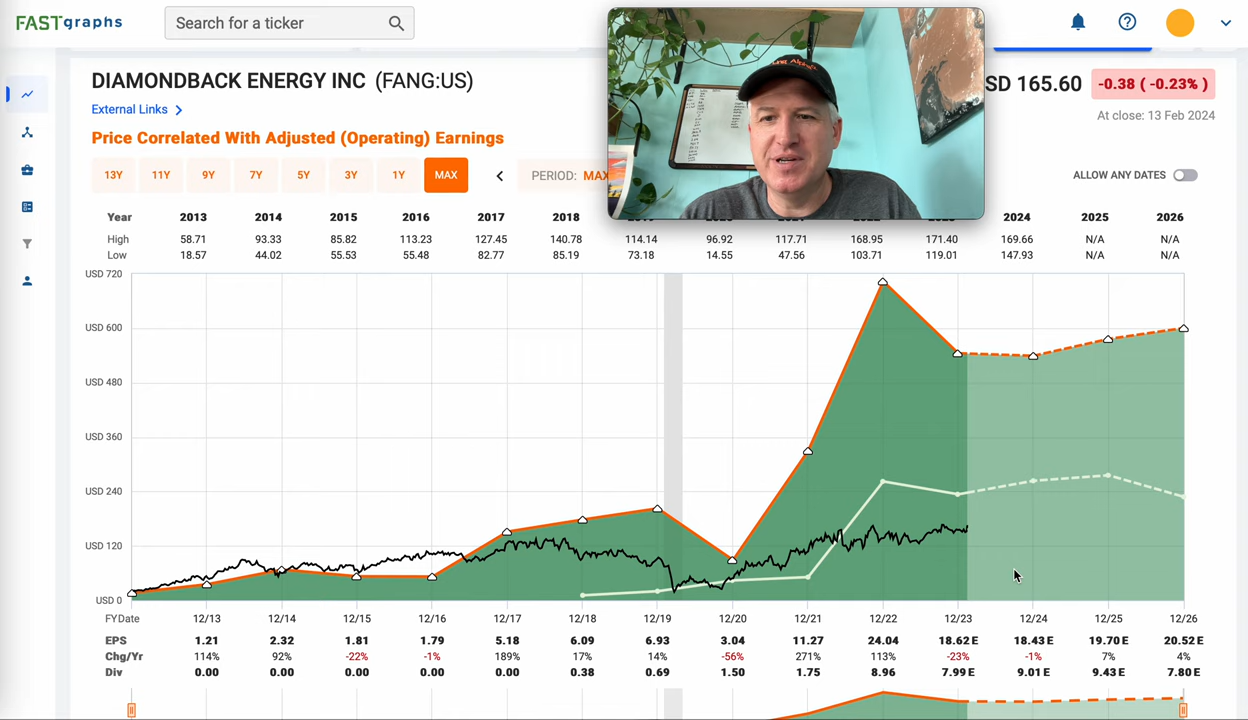 FASTgraphs
Search for a ticker
DIAMONDBACK ENERGY INC (FANG:US)
SD 165.60
-0.38 ( -0.23% )
External Links
At close: 13 Feb 2024
Price Correlated With Adjusted (Operating) Earnings
13Y 11Y 9Y 7Y 5Y 3Y 1Y MAX PERIOD: MAX
ALLOW ANY DATES
Year 2013 2014 2015 2016 2017 2018 2024 2025 2026
High 58.71 93.33 85.82 113.23 127.45 140.78 114.14 96.92 117.71 168.95 171.40 169.66 N/A N/A
Low 18.57 44.02 55.53 55.48 82.77 85.19 73.18 14.55 47.56 103.71 119.01 147.93 N/A N/A
USD 720
USD 600
USD 480
USD 360
USD 240
USD 120
USD 0
FYDate 12/13 12/14 12/15 12/16 12/17 12/18 12/19 12/20 12/21 12/22 12/23 12/24 12/25 12/26
EPS 1.21 2.32 1.81 1.79 5.18 6.09 6.93 3.04 11.27 24.04 18.62 E 18.43 E 19.70 E 20.52 E
Chg/Yr 114% 92% -22% -1% 189% 17% 14% -56% 271% 113% -23% -1% 7% 4%
Div 0.00 0.00 0.00 0.00 0.00 0.38 0.69 1.50 1.75 8.96 7.99 E 9.01 E 9.43 E 7.80 E